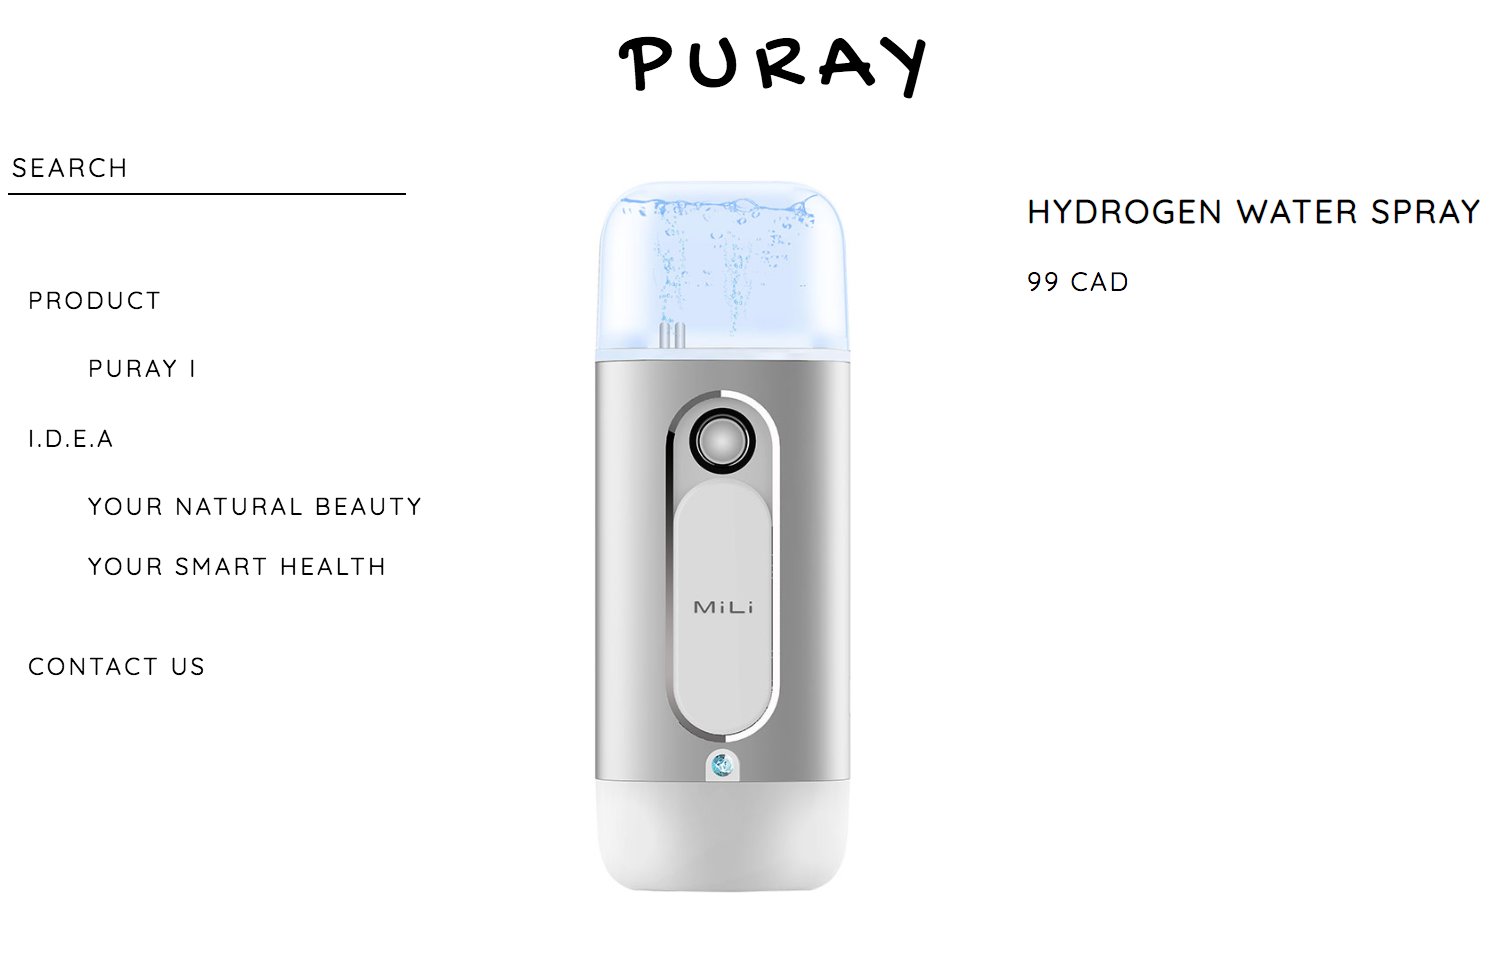 PURAY
SEARCH
PRODUCT
PURAY I
I.D.E.A
YOUR NATURAL BEAUTY
YOUR SMART HEALTH
CONTACT US
MiLi
HYDROGEN WATER SPRAY
99 CAD